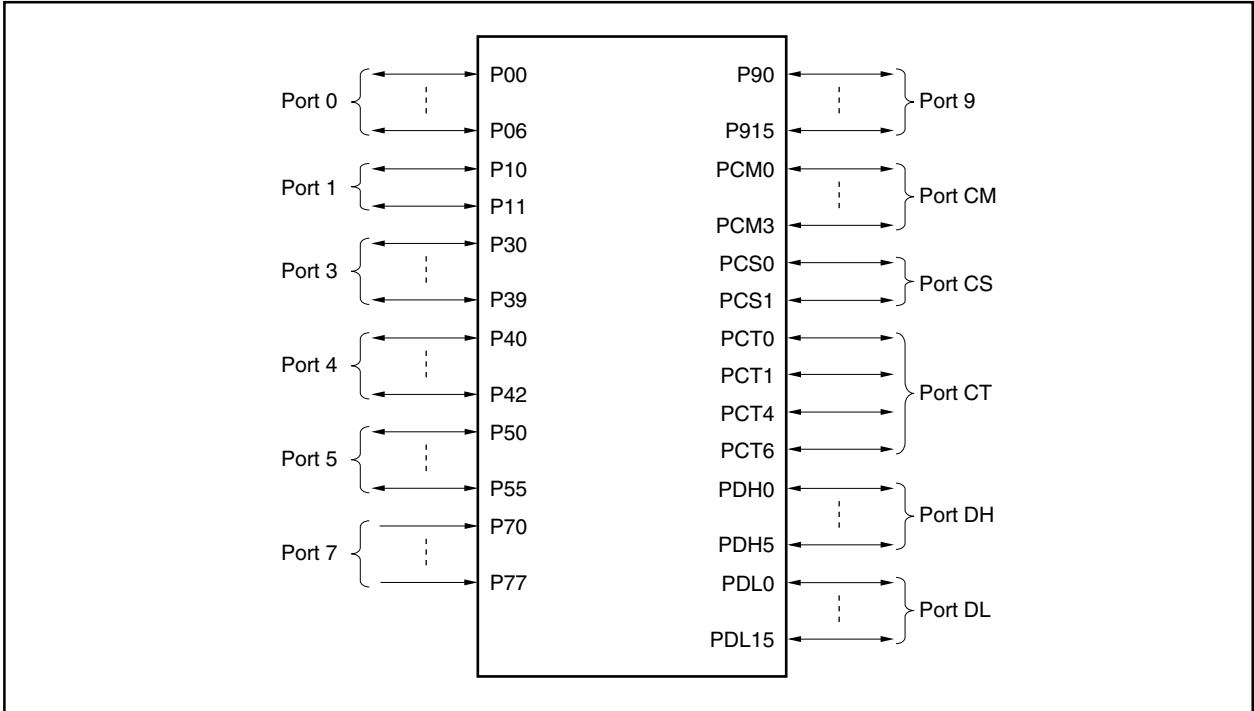 Port 0
P00
P06
Port 1
P10
P11
Port 3
P30
P39
Port 4
P40
P42
Port 5
P50
P55
Port 7
P70
P77
P90
P915
Port 9
PCM0
PCM3
Port CM
PCS0
PCS1
Port CS
PCT0
PCT1
PCT4
PCT6
Port CT
PDH0
PDH5
Port DH
PDL0
PDL15
Port DL